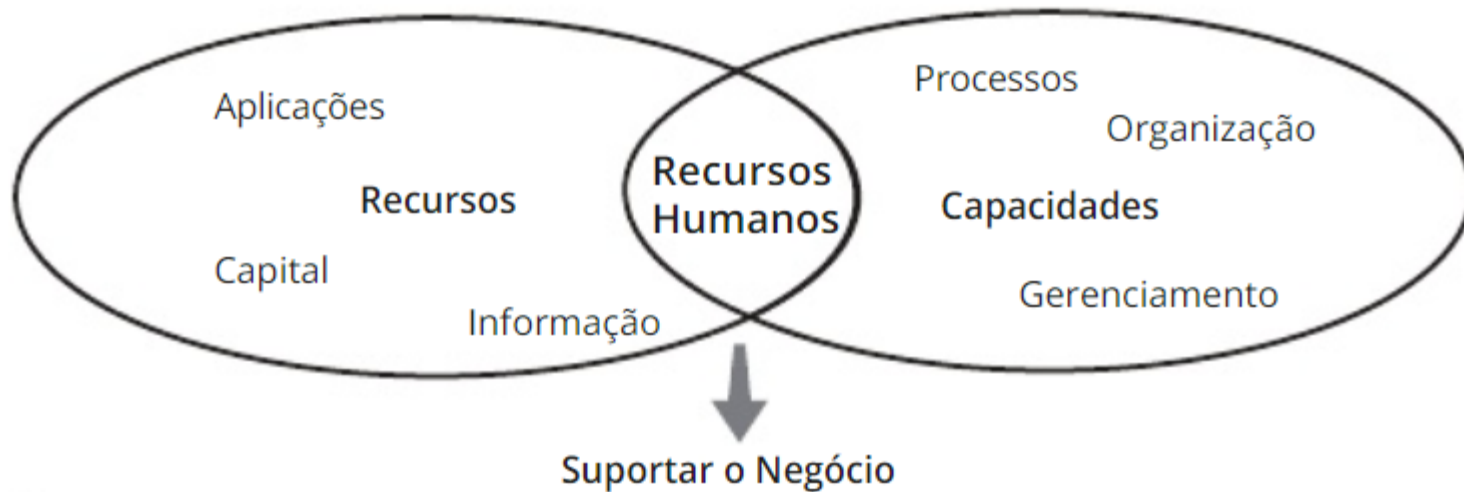 Aplicações
Recursos
Capital
Informação
Recursos
Humanos
Processos
Organização
Capacidades
Gerenciamento
Suportar o Negócio